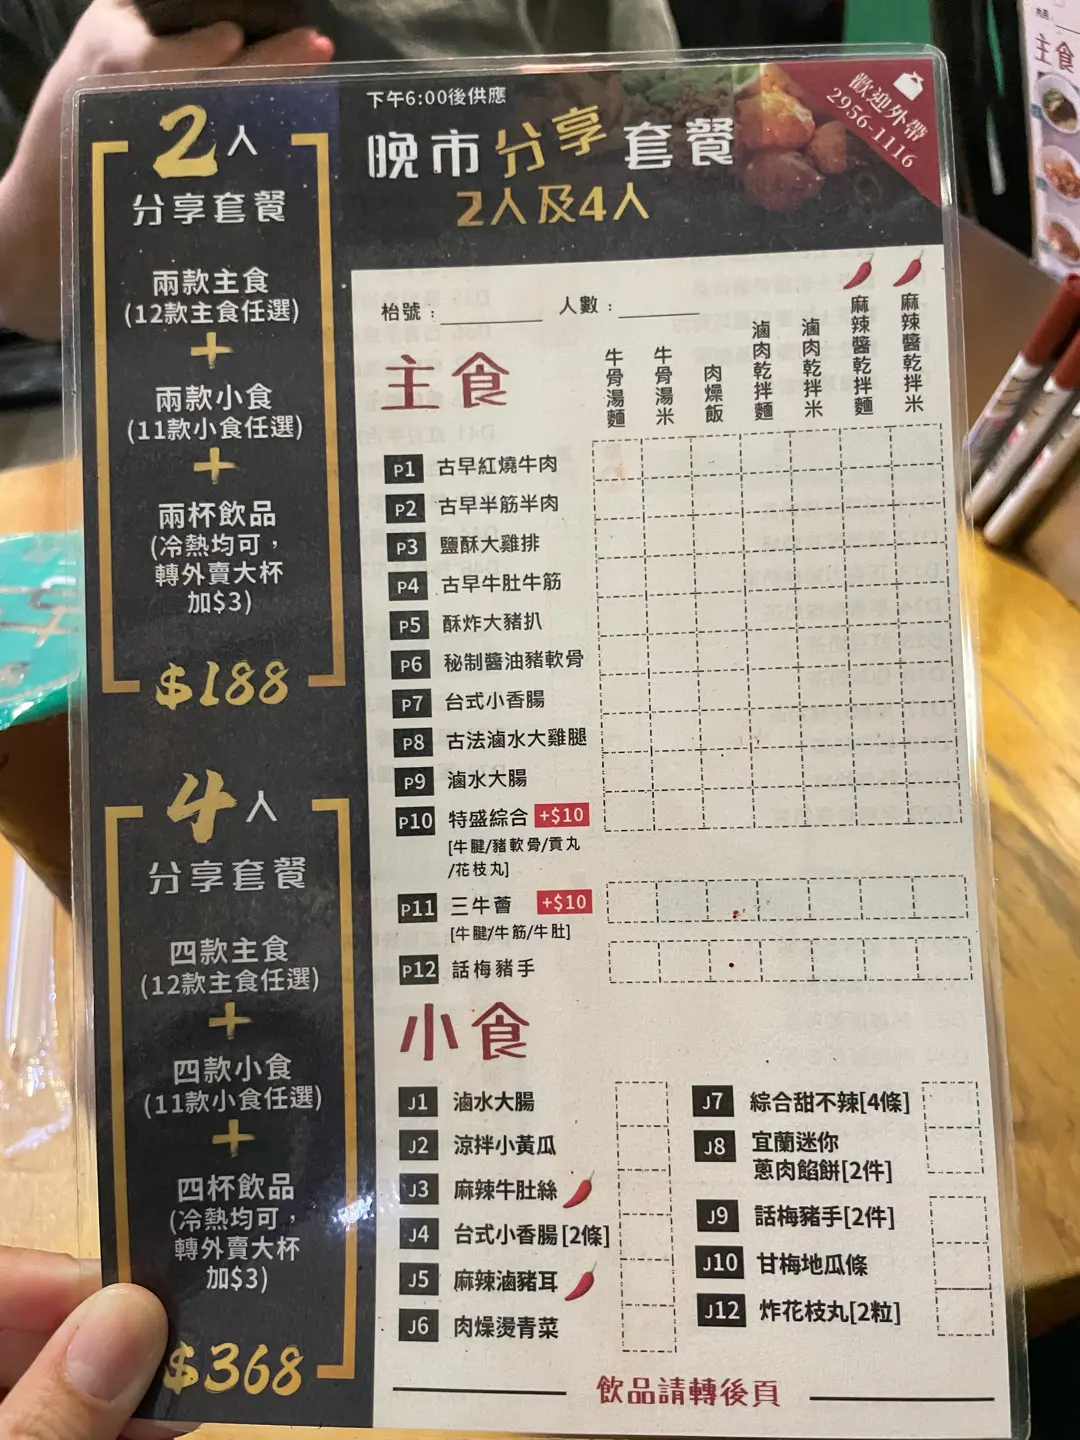 2人
分享套餐
兩款主食
(12款主食任選)
+
兩款小食
(11款小食任選)
+
兩杯飲品
(冷熱均可，
轉外賣大杯
加$3)
$188
4人
分享套餐
四款主食
(12款主食任選)
+
四款小食
(11款小食任選)
+
四杯飲品
(冷熱均可，
轉外賣大杯
加$3)
$368
下午6:00後供應
晚市分享套餐
2人及4人
歡迎外帶
2956-1116
枱號：
人數：
主食
牛骨湯麵
牛骨湯米
肉燥飯
滷肉乾拌麵
滷肉乾拌米
麻辣醬乾拌麵
麻辣醬乾拌米
P1 古早紅燒牛肉
P2 古早半筋半肉
P3 鹽酥大雞排
P4 古早牛肚牛筋
P5 酥炸大豬扒
P6 秘制醬油豬軟骨
P7 台式小香腸
P8 古法滷水大雞腿
P9 滷水大腸
P10 特盛綜合 +$10
[牛腱/豬軟骨/貢丸
/花枝丸]
P11 三牛薈 +$10
[牛腱/牛筋/牛肚]
P12 話梅豬手
小食
J1 滷水大腸
J2 涼拌小黃瓜
J3 麻辣牛肚絲
J4 台式小香腸[2條]
J5 麻辣滷豬耳
J6 肉燥燙青菜
J7 綜合甜不辣[4條]
J8 宜蘭迷你
蔥肉餡餅[2件]
J9 話梅豬手[2件]
J10 甘梅地瓜條
J12 炸花枝丸[2粒]
飲品請轉後頁
主食